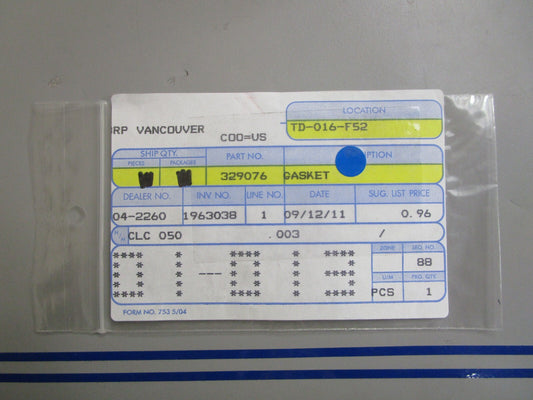 LOCATION
BRP VANCOUVER COO=US TD-016-F52
SHIP QTY. PART NO.
PIECES PACKAGES
329076 GASKET
DEALER NO. INV NO. LINE NO. DATE SUG. LIST PRICE
04-2260 1963038 1 09/12/11 0.96
CLC 050 .003 /
ZONE SEQ. NO.
88
U/M PKG. QTY.
PCS 1
FORM NO. 753 5/04